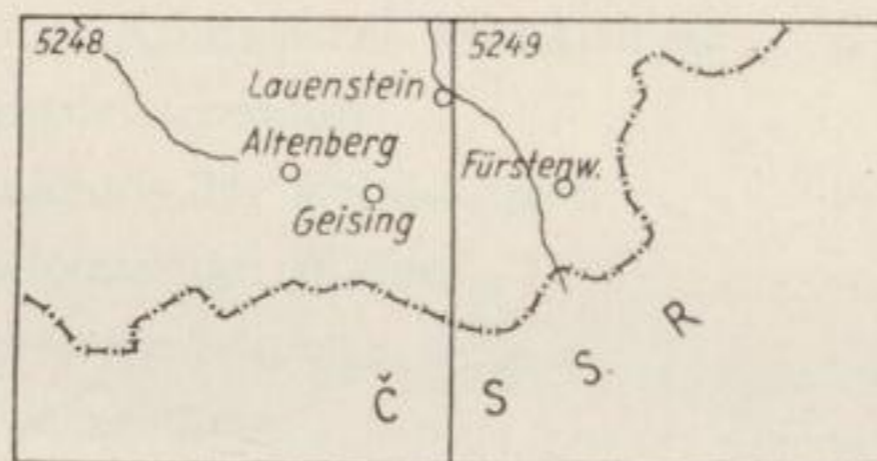 5248
5249
Lauenstein
Altenberg
Fürstenw.
Geising
Č S S R